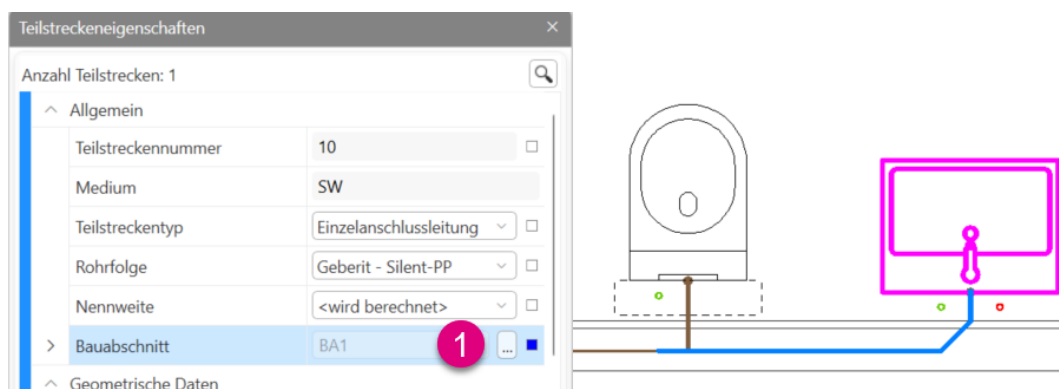 Teilstreckeneigenschaften
Anzahl Teilstrecken: 1
Allgemein
Teilstreckennummer 10
Medium SW
Teilstreckentyp Einzelanschlussleitung
Rohrfolge Geberit - Silent-PP
Nennweite <wird berechnet>
Bauabschnitt BA1 1 ...
Geometrische Daten